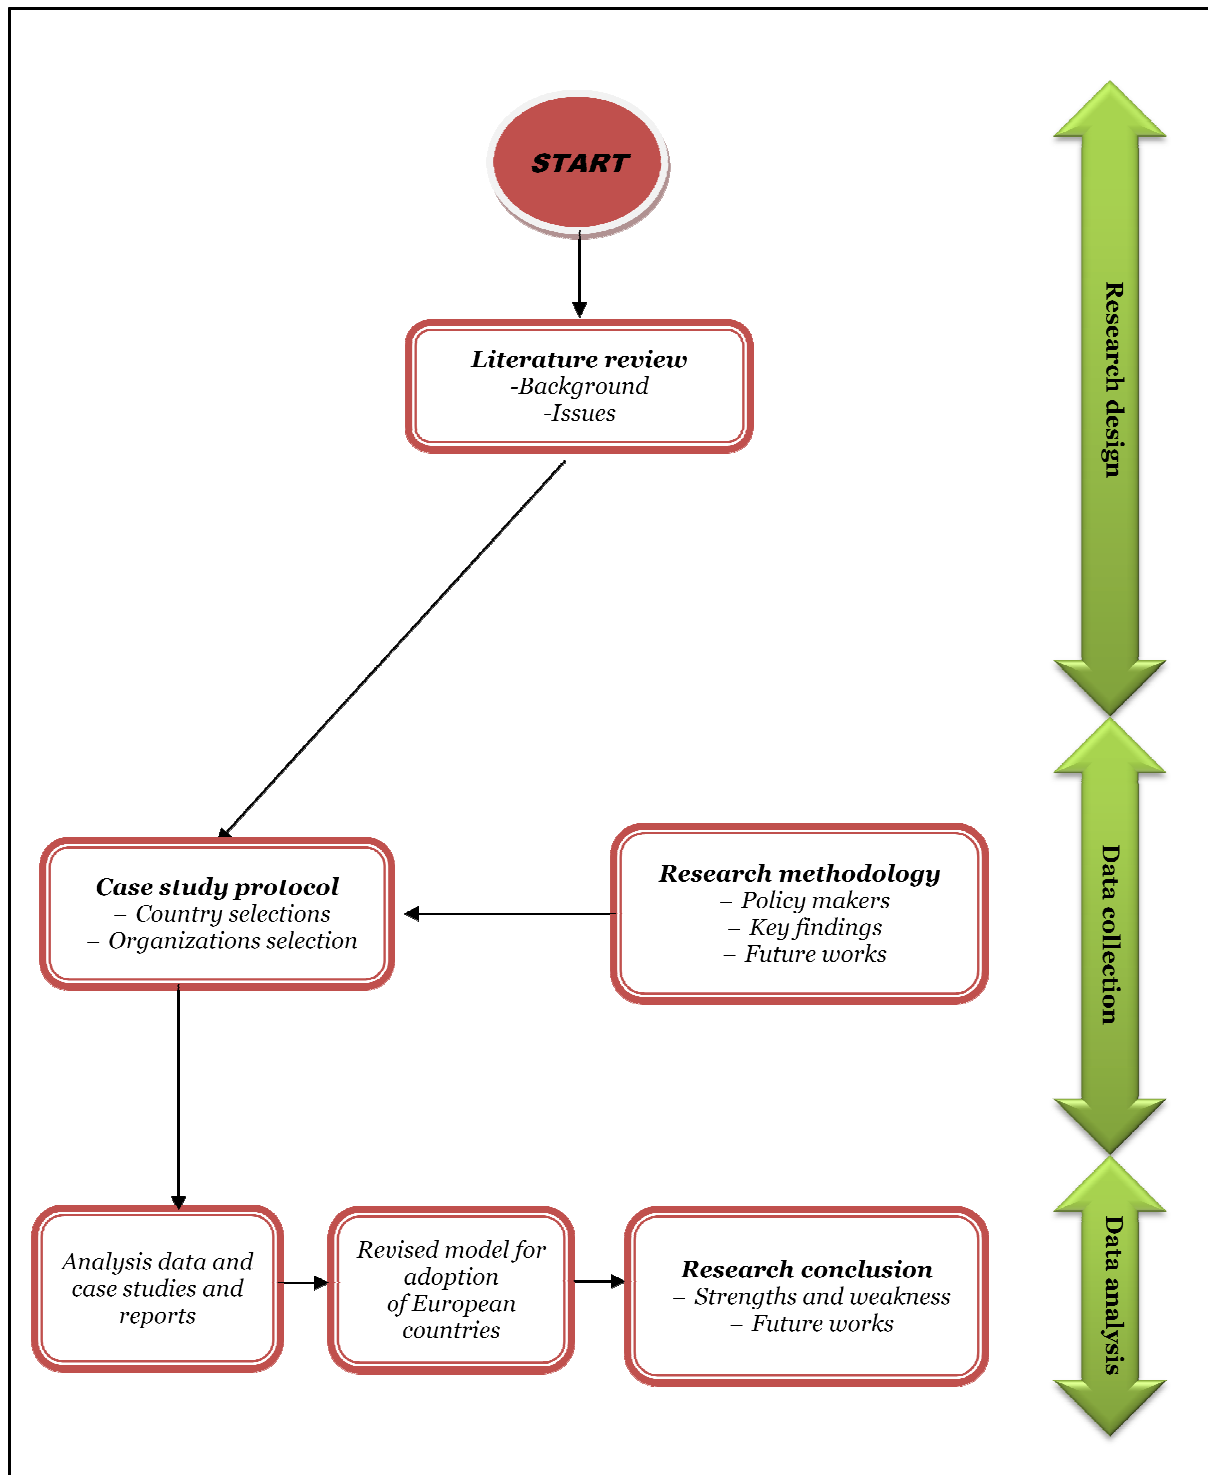 START
Literature review
-Background
-Issues
Research design
Case study protocol
– Country selections
– Organizations selection
Research methodology
– Policy makers
– Key findings
– Future works
Data collection
Analysis data and
case studies and
reports
Revised model for
adoption
of European
countries
Research conclusion
– Strengths and weakness
– Future works
Data analysis